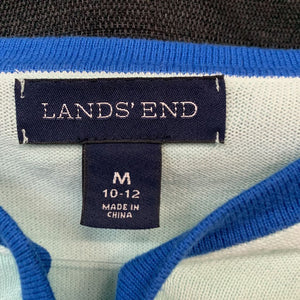 LANDS' END
M
10-12
MADE IN
CHINA